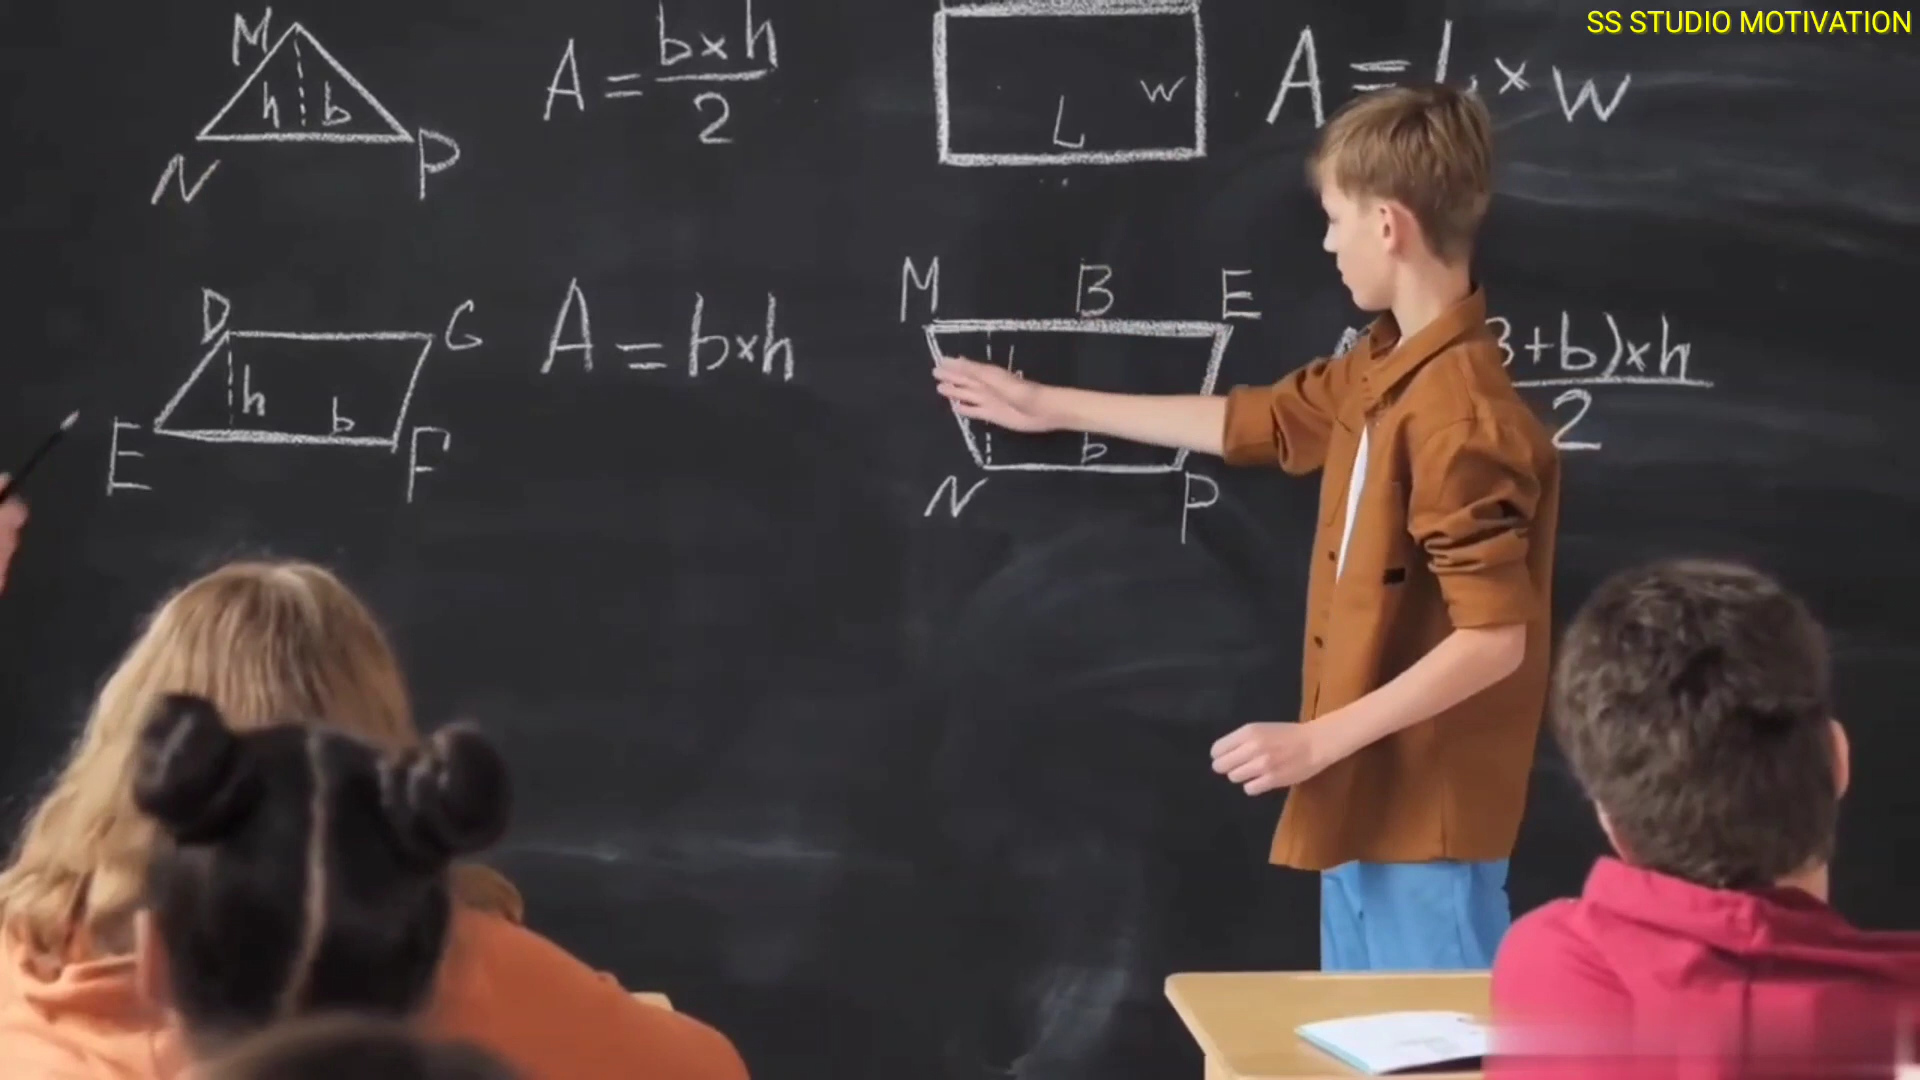 SS STUDIO MOTIVATION
M
h b
N P
A = b×h
2
W
L
A = L×W
D G
h
b
E F
A = b×h
M B E
h
b
N P
+b)×h
2